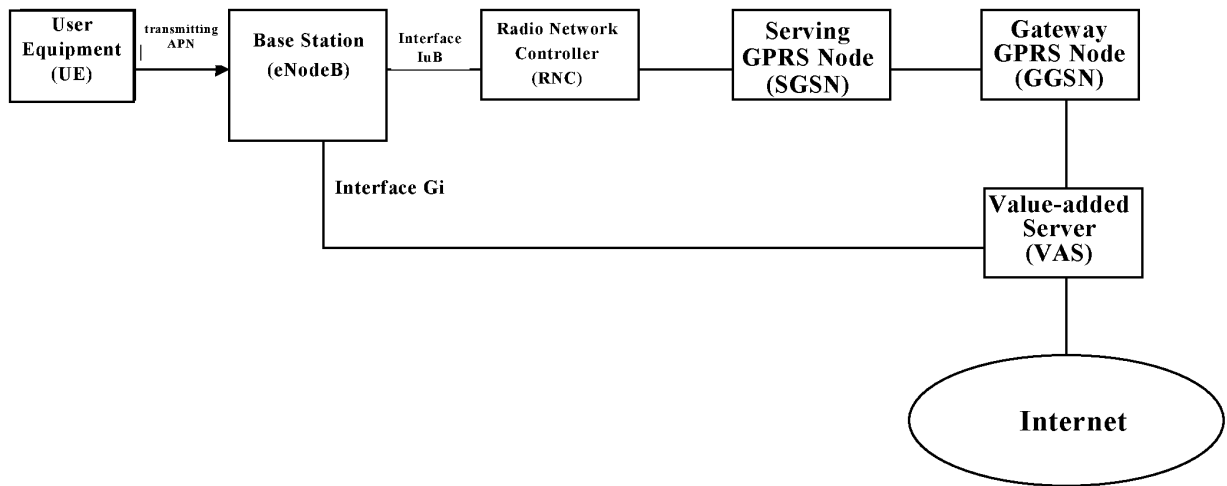 User
Equipment
(UE)
transmitting
APN
Base Station
(eNodeB)
Interface
IuB
Radio Network
Controller
(RNC)
Serving
GPRS Node
(SGSN)
Gateway
GPRS Node
(GGSN)
Interface Gi
Value-added
Server
(VAS)
Internet